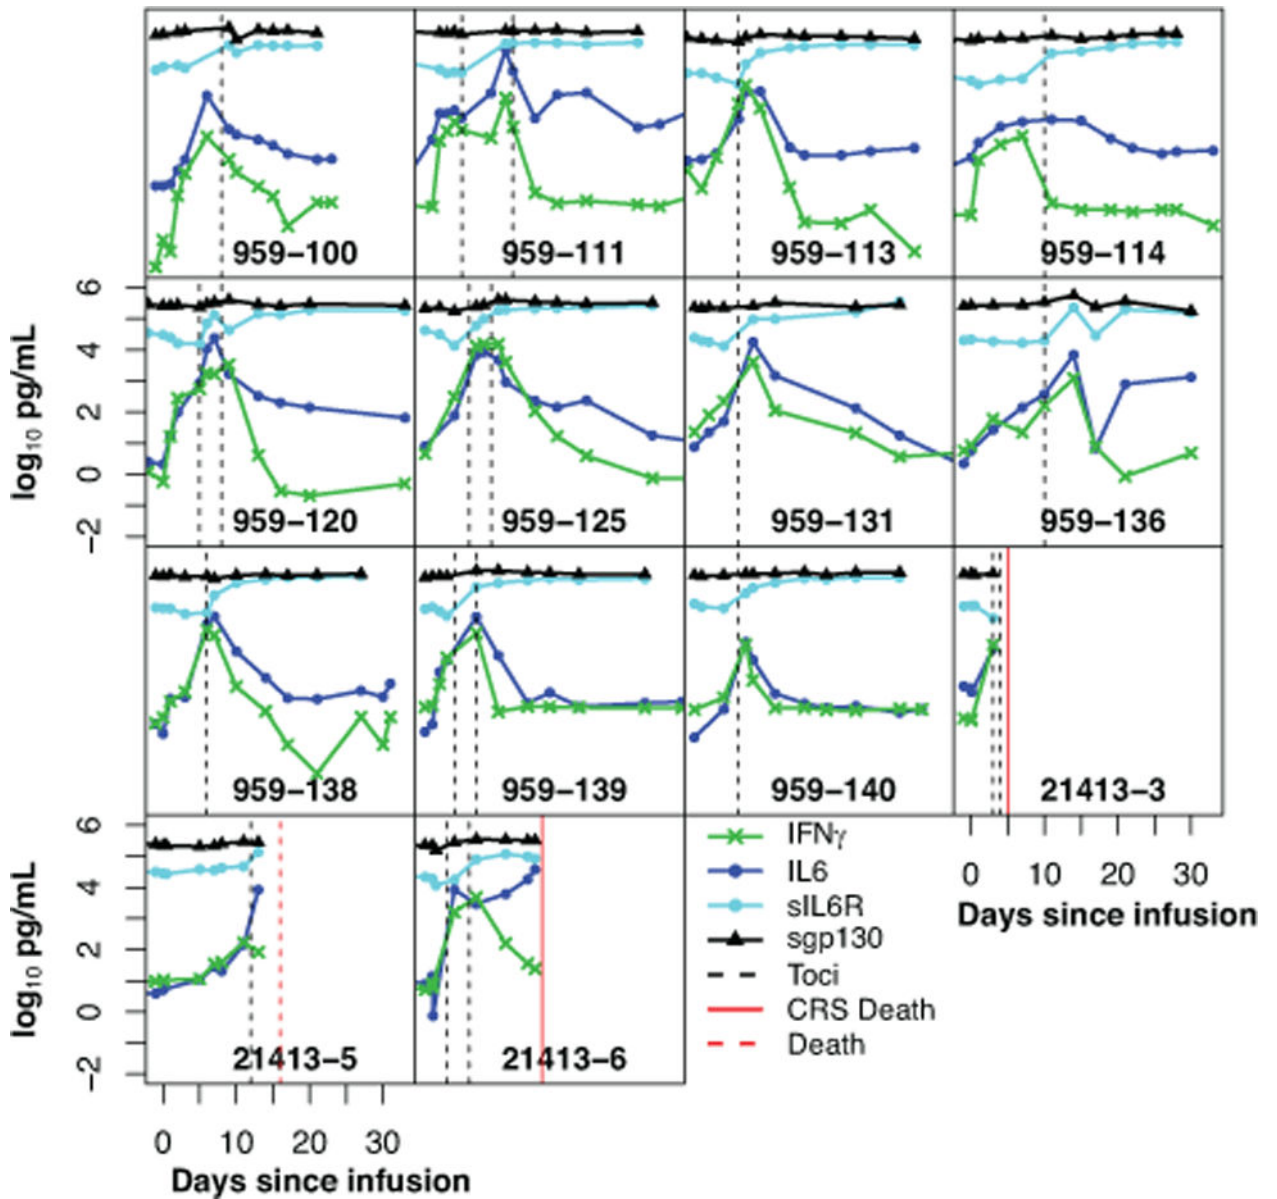 959–100
959–111
959–113
959–114
log10 pg/mL
6
4
2
0
−2
959–120
959–125
959–131
959–136
959–138
959–139
959–140
21413–3
0 10 20 30
Days since infusion
log10 pg/mL
6
4
2
0
−2
21413–5
21413–6
IFNγ
IL6
sIL6R
sgp130
Toci
CRS Death
Death
0 10 20 30
Days since infusion